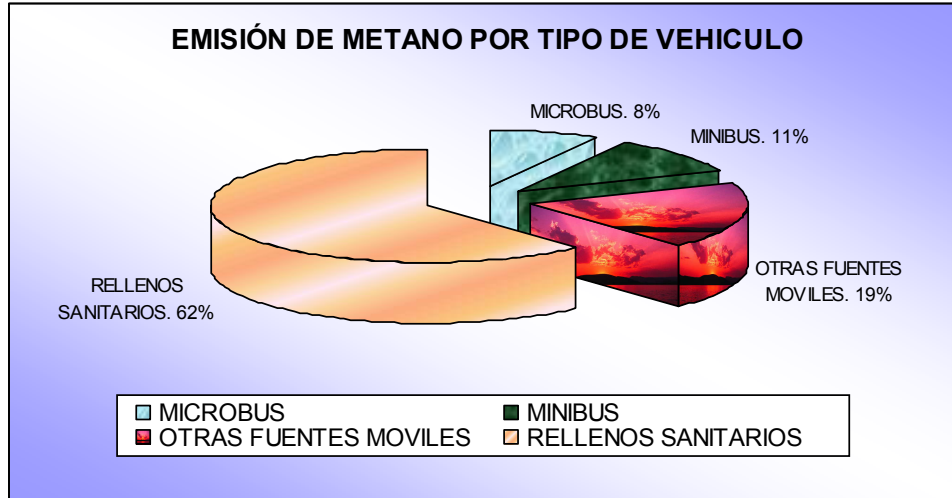 EMISIÓN DE METANO POR TIPO DE VEHICULO
MICROBUS. 8%
MINIBUS. 11%
OTRAS FUENTES
MOVILES. 19%
RELLENOS
SANITARIOS. 62%
MICROBUS
MINIBUS
OTRAS FUENTES MOVILES
RELLENOS SANITARIOS